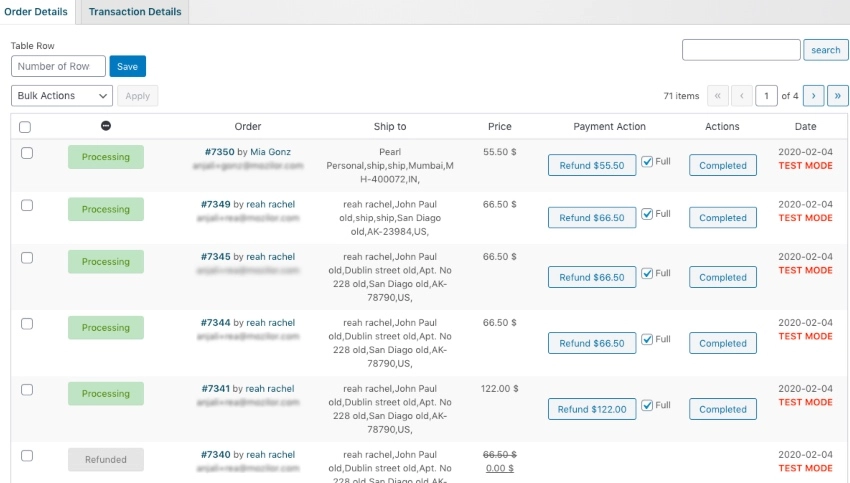 Order Details Transaction Details
Table Row
Number of Row Save search
Bulk Actions Apply 71 items « ‹ 1 of 4 › »
Order Ship to Price Payment Action Actions Date
Processing #7350 by Mia Gonz Pearl 55.50 $ Refund $55.50 Full Completed 2020-02-04
Personal,ship,ship,Mumbai,M TEST MODE
H-400072,IN,
Processing #7349 by reah rachel reah rachel,John Paul 66.50 $ Refund $66.50 Full Completed 2020-02-04
old,ship,ship,San Diago TEST MODE
old,AK-23984,US,
Processing #7345 by reah rachel reah rachel,John Paul 66.50 $ Refund $66.50 Full Completed 2020-02-04
old,Dublin street old,Apt. No TEST MODE
228 old,San Diago old,AK-
78790,US,
Processing #7344 by reah rachel reah rachel,John Paul 66.50 $ Refund $66.50 Full Completed 2020-02-04
old,Dublin street old,Apt. No TEST MODE
228 old,San Diago old,AK-
78790,US,
Processing #7341 by reah rachel reah rachel,John Paul 122.00 $ Refund $122.00 Full Completed 2020-02-04
old,Dublin street old,Apt. No TEST MODE
228 old,San Diago old,AK-
78790,US,
Refunded #7340 by reah rachel reah rachel,John Paul 66.50 $ 2020-02-04
old,Dublin street old,Apt. No 0.00 $ TEST MODE
228 old,San Diago old,AK-